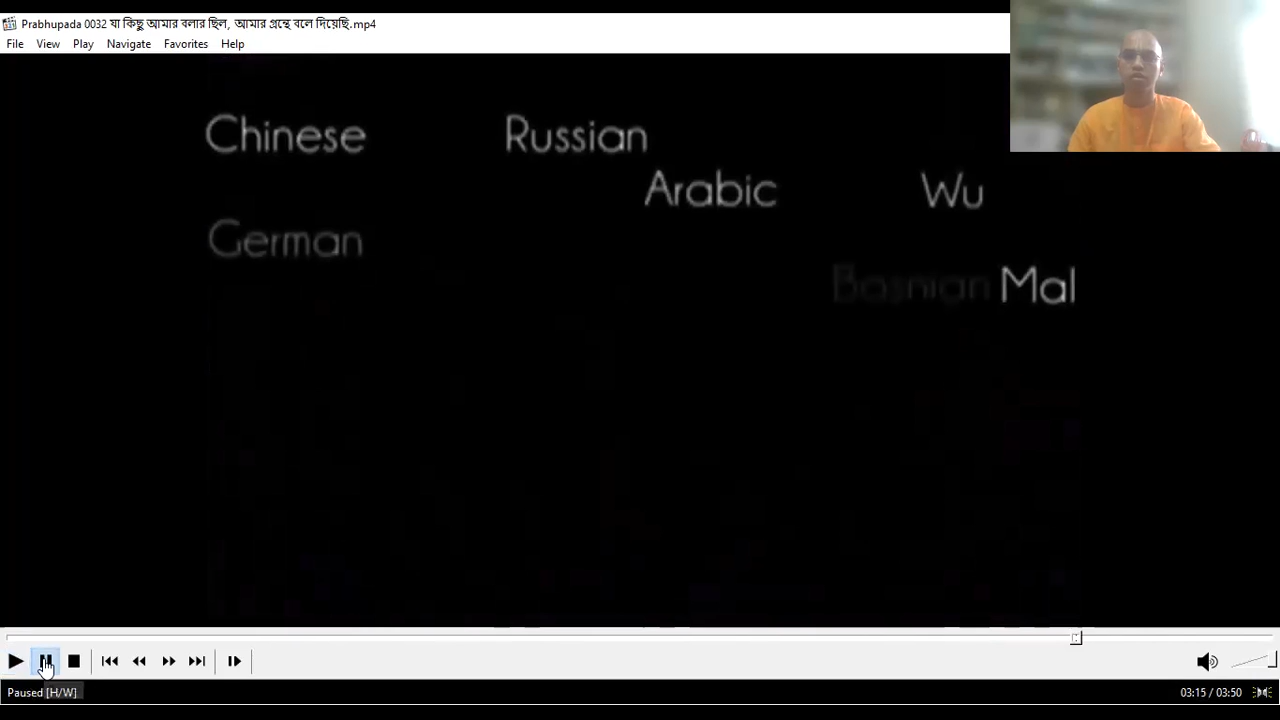 Prabhupada 0032 যা কিছু আমার বলার ছিল, আমার গ্রন্থে বলে দিয়েছি.mp4
File View Play Navigate Favorites Help
Chinese Russian
Arabic Wu
German
Basnian Mal
Paused [H/W] 03:15 / 03:50